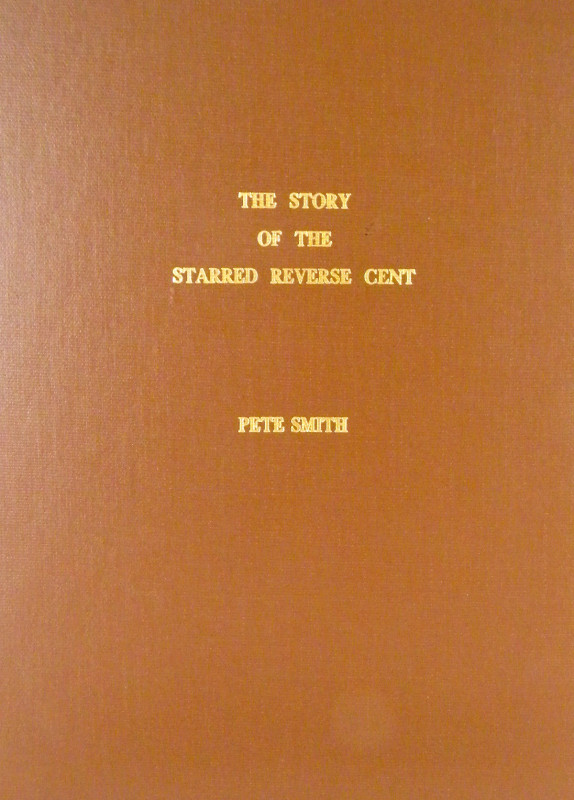 THE STORY
OF THE
STARRED REVERSE CENT
PETE SMITH